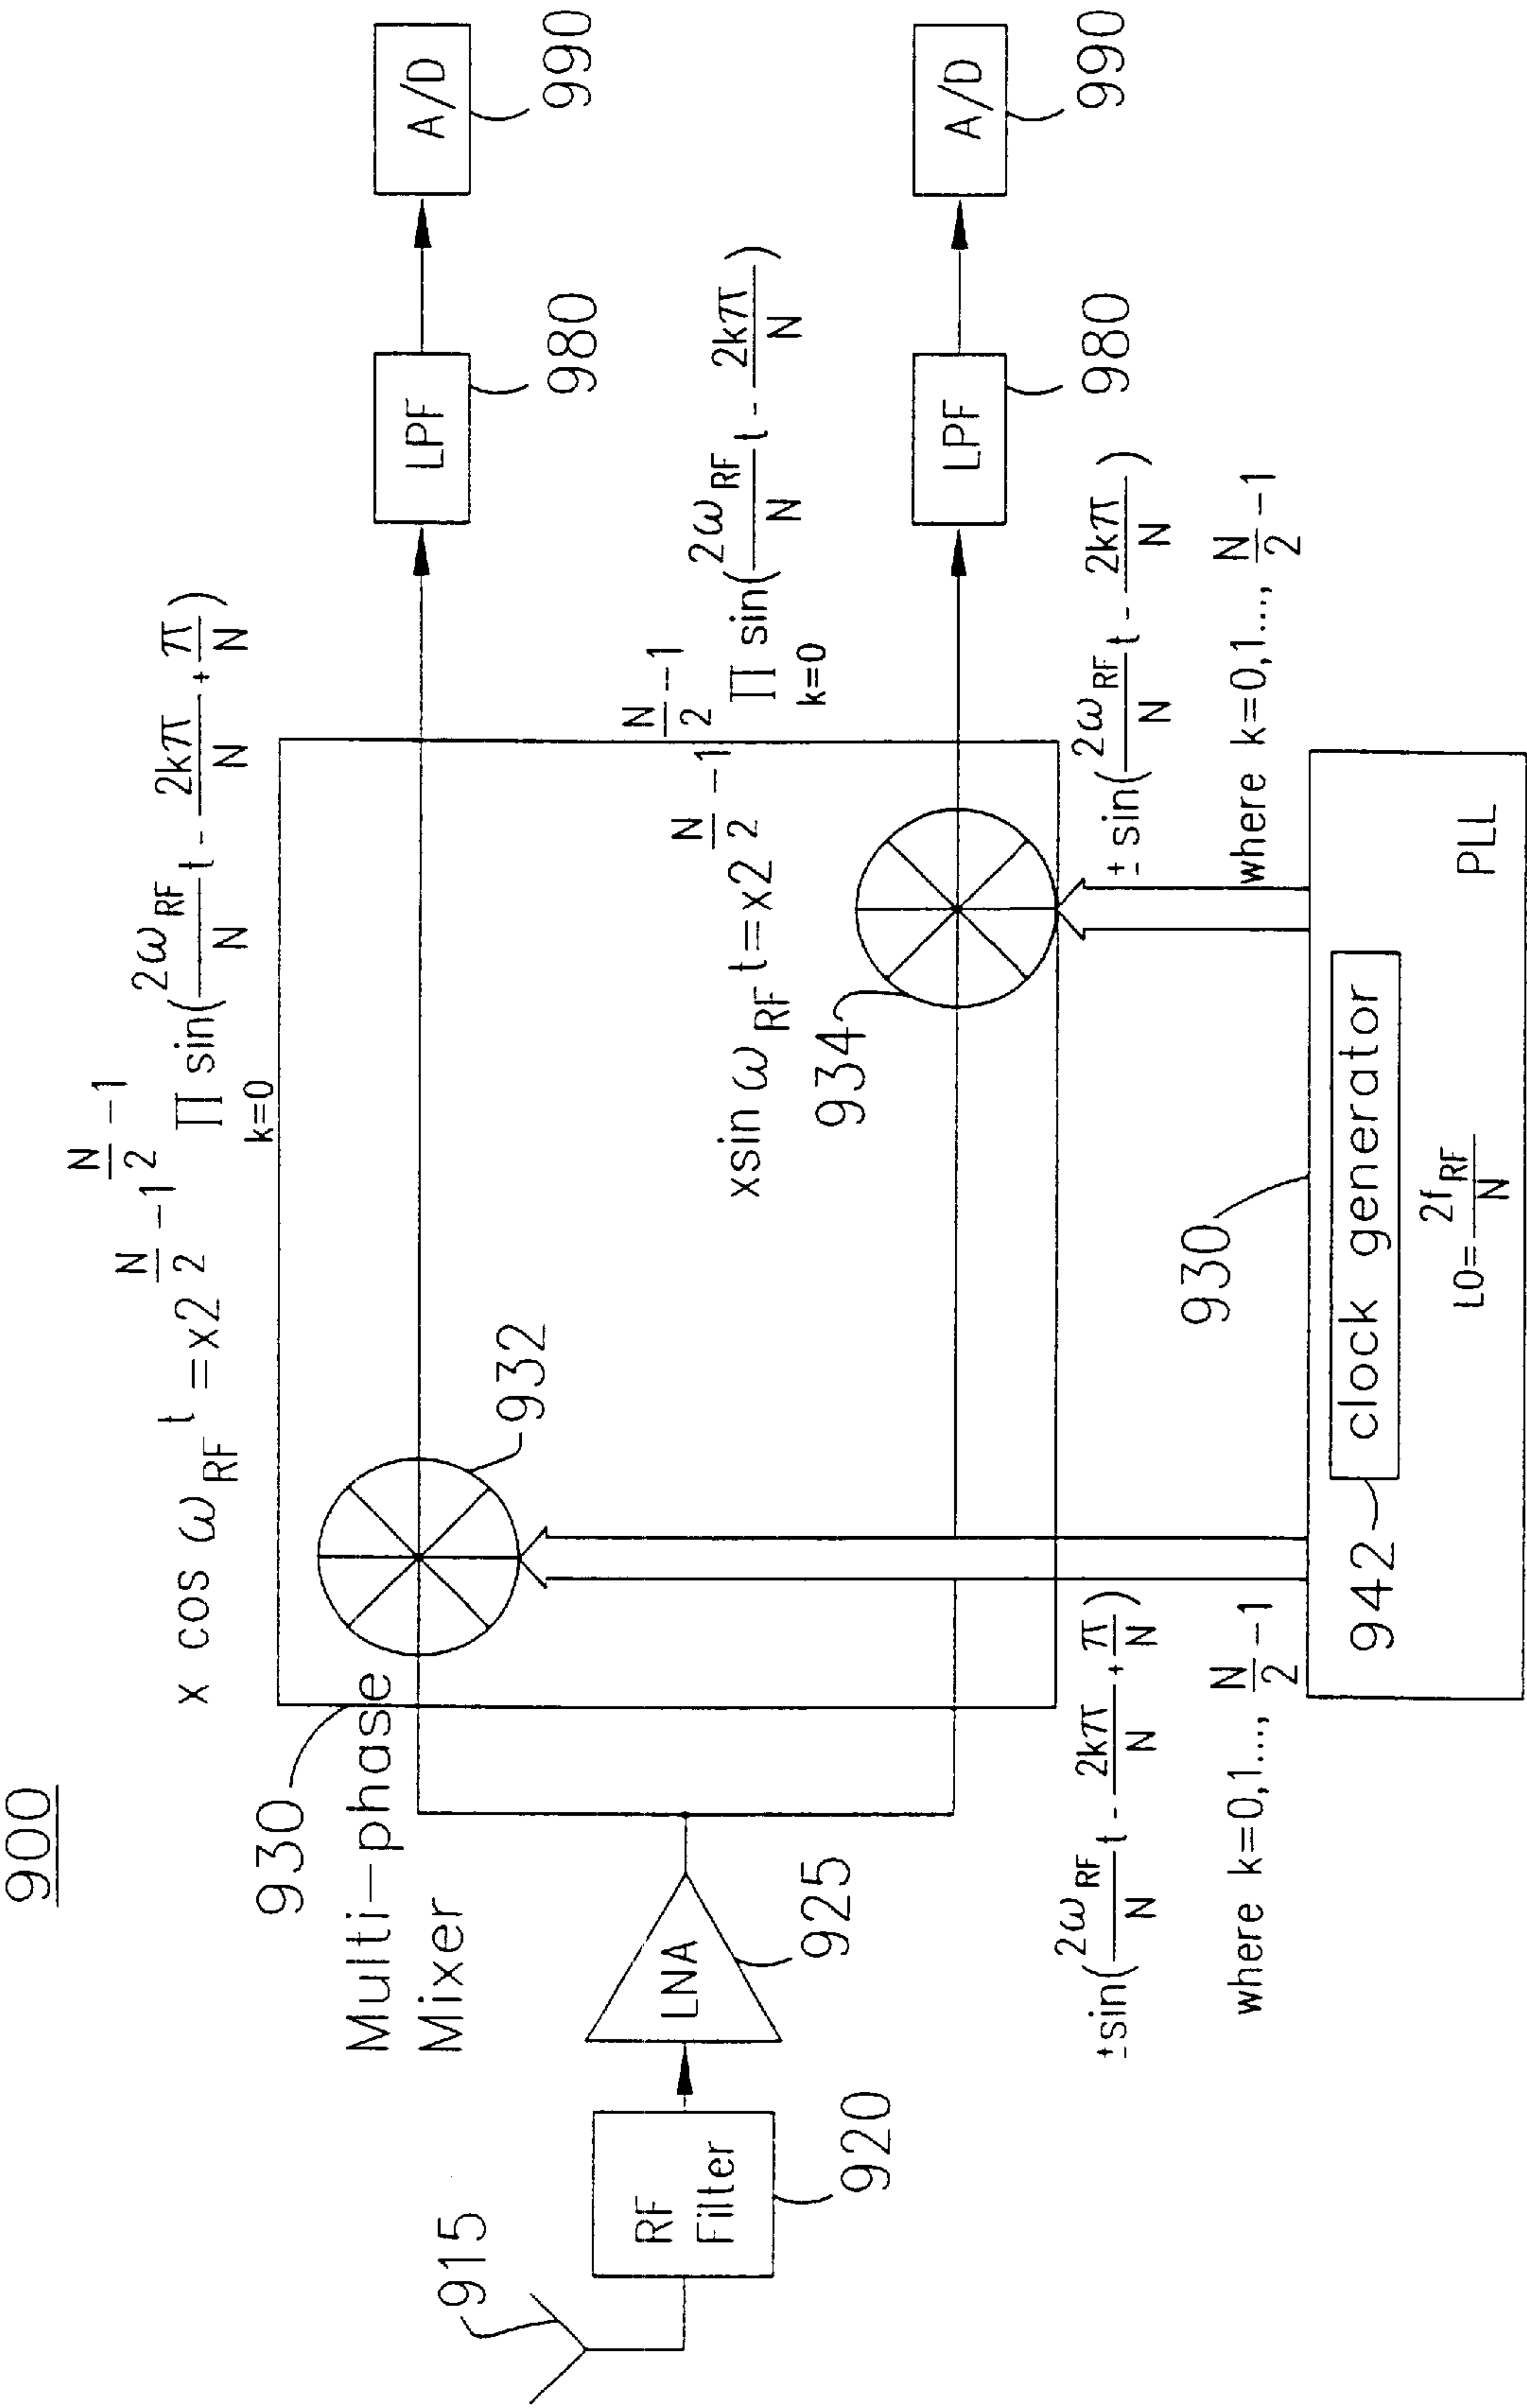 900
x cos ω_RF t = x2^(N/2 -1) ∏_{k=0}^{N/2 -1} sin(2ω_RF/N t - 2kπ/N + π/N)
930
Multi-phase
Mixer
932
LPF
980
A/D
990
xsin ω_RF t = x2^(N/2 -1) ∏_{k=0}^{N/2 -1} sin(2ω_RF/N t - 2kπ/N)
934
LPF
980
A/D
990
915
RF
Filter
920
LNA
925
±sin(2ω_RF/N t - 2kπ/N + π/N)
where k=0,1...., N/2 -1
±sin(2ω_RF/N t - 2kπ/N)
where k=0,1...., N/2 -1
930
942
clock generator
LO= 2f_RF/N
PLL